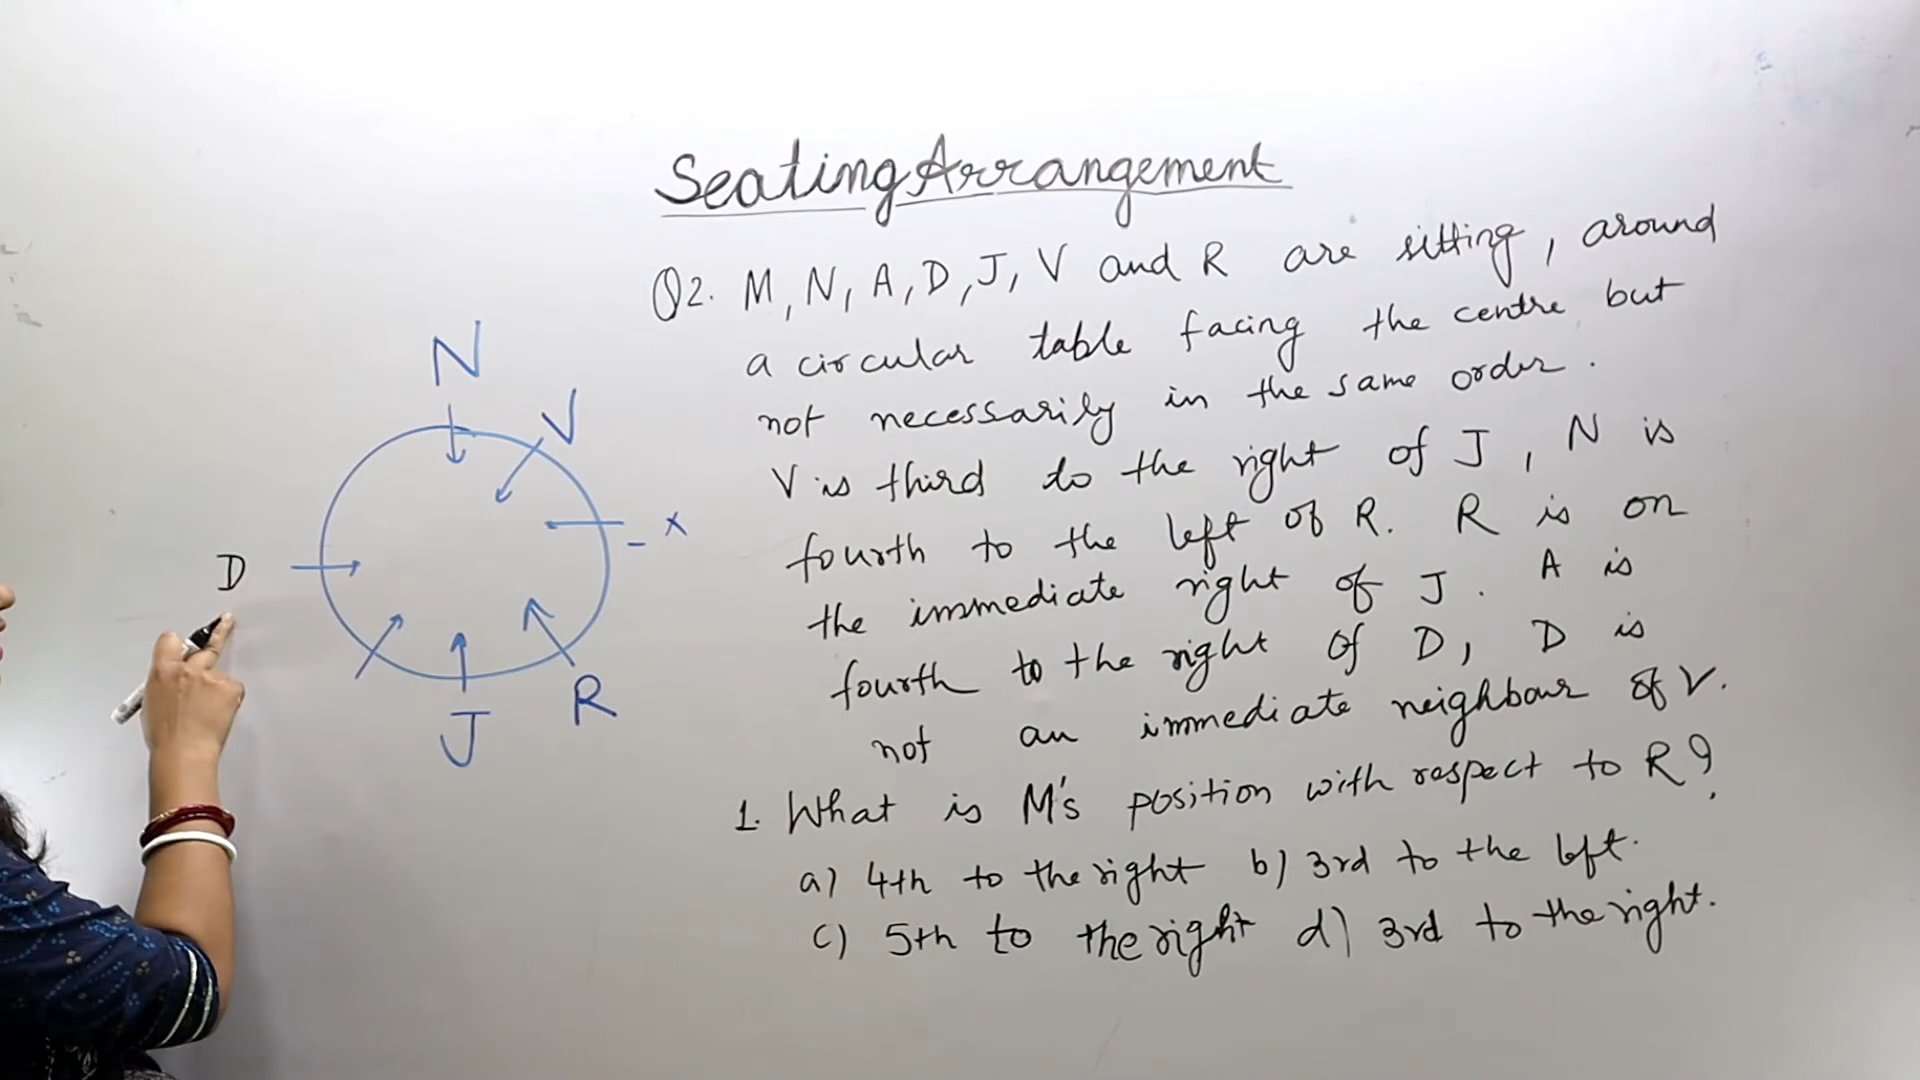 Seating Arrangement
Q2. M, N, A, D, J, V and R are sitting, around
a circular table facing the centre but
not necessarily in the same order.
V is third to the right of J, N is
fourth to the left of R. R is on
the immediate right of J. A is
fourth to the right of D, D is
not an immediate neighbour of V.
1. What is M's position with respect to R?
a) 4th to the right b) 3rd to the left.
c) 5th to the right d) 3rd to the right.
N
V
- x
D
R
J